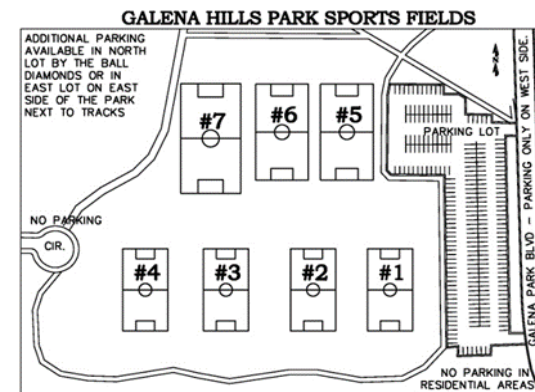 GALENA HILLS PARK SPORTS FIELDS
ADDITIONAL PARKING
AVAILABLE IN NORTH
LOT BY THE BALL
DIAMONDS OR IN
EAST LOT ON EAST
SIDE OF THE PARK
NEXT TO TRACKS
#7
#6
#5
PARKING LOT
GALENA PARK BLVD - PARKING ONLY ON WEST SIDE.
NO PARKING
CIR.
#4
#3
#2
#1
NO PARKING IN
RESIDENTIAL AREAS